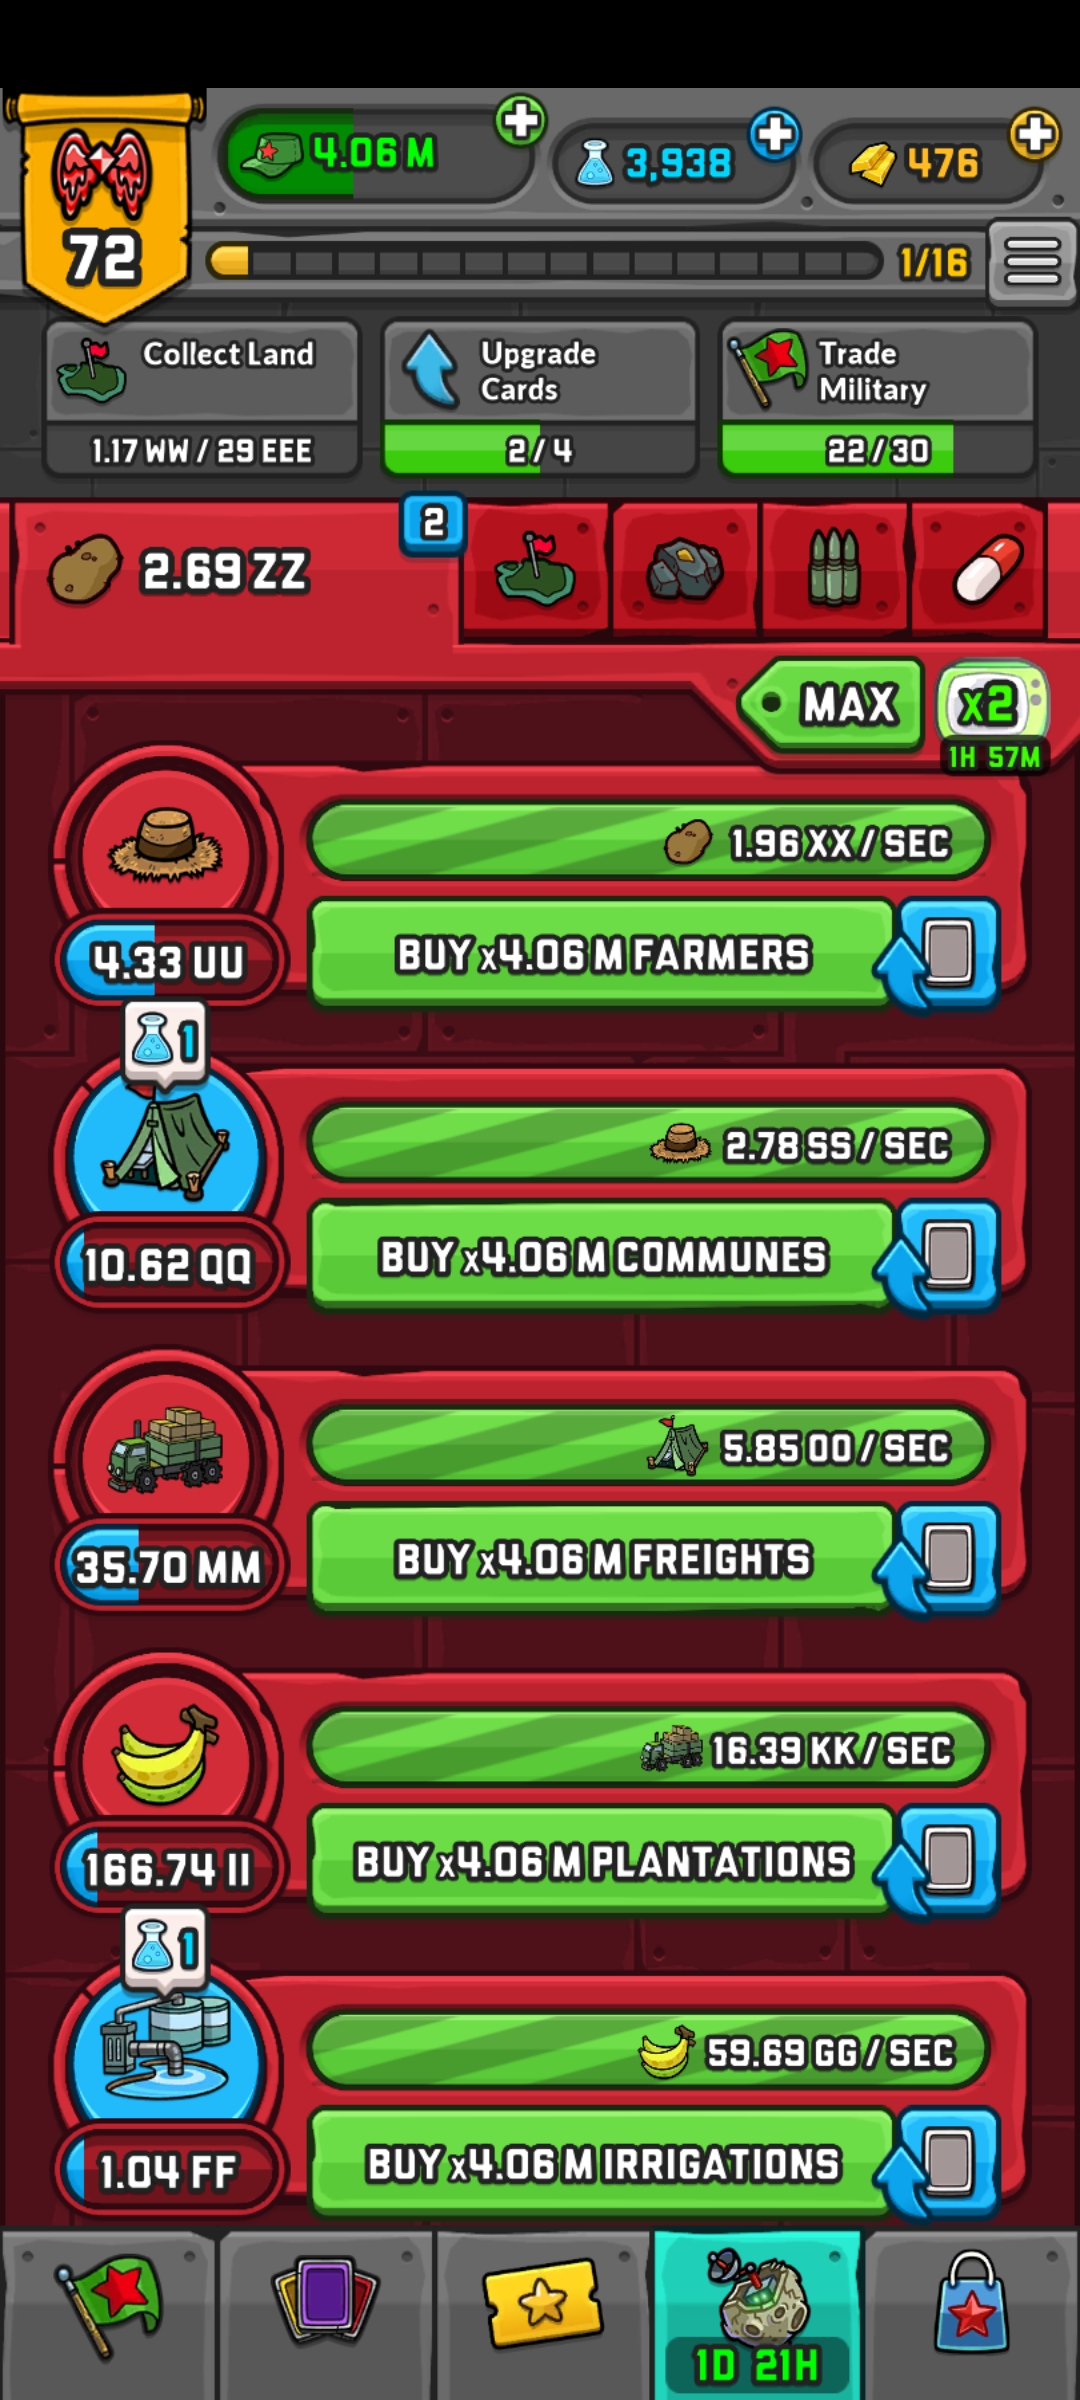 4.06 M
3,938
476
72
1/16
Collect Land
1.17 WW / 29 EEE
Upgrade
Cards
2/4
Trade
Military
22/30
2.69 ZZ
2
MAX
x2
1H 57M
1.96 XX / SEC
4.33 UU
BUY x4.06 M FARMERS
1
2.78 SS / SEC
10.62 QQ
BUY x4.06 M COMMUNES
5.85 OO / SEC
35.70 MM
BUY x4.06 M FREIGHTS
16.39 KK / SEC
166.74 II
BUY x4.06 M PLANTATIONS
1
59.69 GG / SEC
1.04 FF
BUY x4.06 M IRRIGATIONS
1D 21H